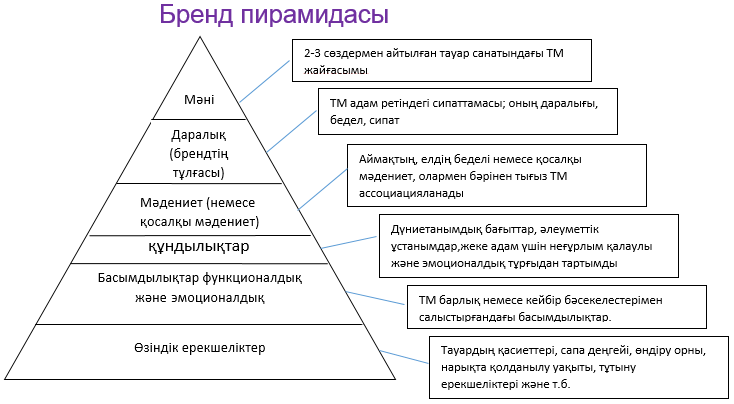 Бренд пирамидасы
Мәні
2-3 сөздермен айтылған тауар санатындағы ТМ
жайғасымы
Даралық
(брендтің
тұлғасы)
ТМ адам ретіндегі сипаттамасы; оның даралығы,
бедел, сипат
Мәдениет (немесе
қосалқы мәдениет)
Аймақтың, елдің беделі немесе қосалқы
мәдениет, олармен бәрінен тығыз ТМ
ассоциацияланады
құндылықтар
Дүниетанымдық бағыттар, әлеуметтік
ұстанымдар,жеке адам үшін неғұрлым қалаулы
және эмоционалдық тұрғыдан тартымды
Басымдылықтар функционалдық
және эмоционалдық
ТМ барлық немесе кейбір бәсекелестерімен
салыстырғандағы басымдылықтар.
Өзіндік ерекшеліктер
Тауардың қасиеттері, сапа деңгейі, өндіру орны,
нарықта қолданылу уақыты, тұтыну
ерекшеліктері және т.б.